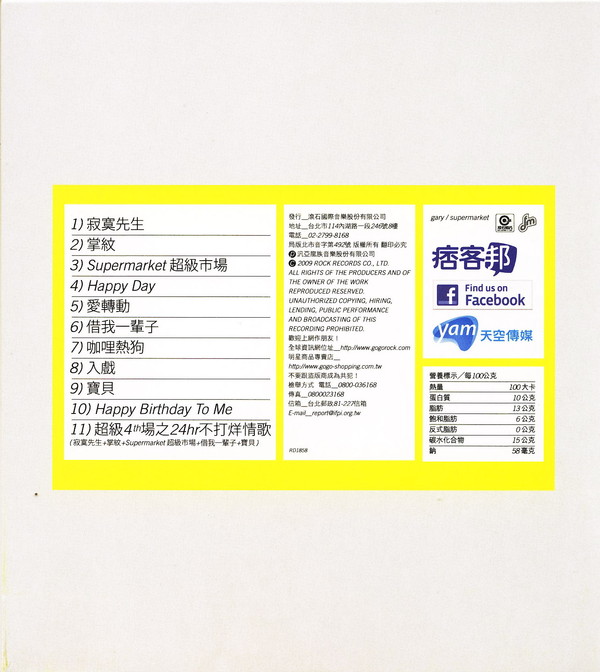 1) 寂寞先生
2) 掌紋
3) Supermarket 超級市場
4) Happy Day
5) 愛轉動
6) 借我一輩子
7) 咖哩熱狗
8) 入戲
9) 寶貝
10) Happy Birthday To Me
11) 超級4th場之24hr不打烊情歌
(寂寞先生+掌紋+Supermarket 超級市場+借我一輩子+寶貝)
發行__滾石國際音樂股份有限公司
地址__台北市114內湖路一段246號8樓
電話__02-2799-8168
局版北市音字第492號 版權所有 翻印必究
P 汎亞龍族音樂股份有限公司
C 2009 ROCK RECORDS CO., LTD.
ALL RIGHTS OF THE PRODUCERS AND OF
THE OWNER OF THE WORK
REPRODUCED RESERVED.
UNAUTHORIZED COPYING, HIRING,
LENDING, PUBLIC PERFORMANCE
AND BROADCASTING OF THIS
RECORDING PROHIBITED.
歡迎上網作朋友！
全球資訊網位址__http://www.gogorock.com
明星商品專賣店__
http://www.gogo-shopping.com.tw
不要跟盜版商成為共犯！
檢舉方式 電話__0800-036168
傳真__0800023168
信箱__台北郵政81-227信箱
E-mail__report@ifpi.org.tw
RD1858
gary / supermarket
痞客邦
Find us on
Facebook
yam 天空傳媒
營養標示／每100公克
熱量 100大卡
蛋白質 10公克
脂肪 13公克
飽和脂肪 6公克
反式脂肪 0公克
碳水化合物 15公克
鈉 58毫克